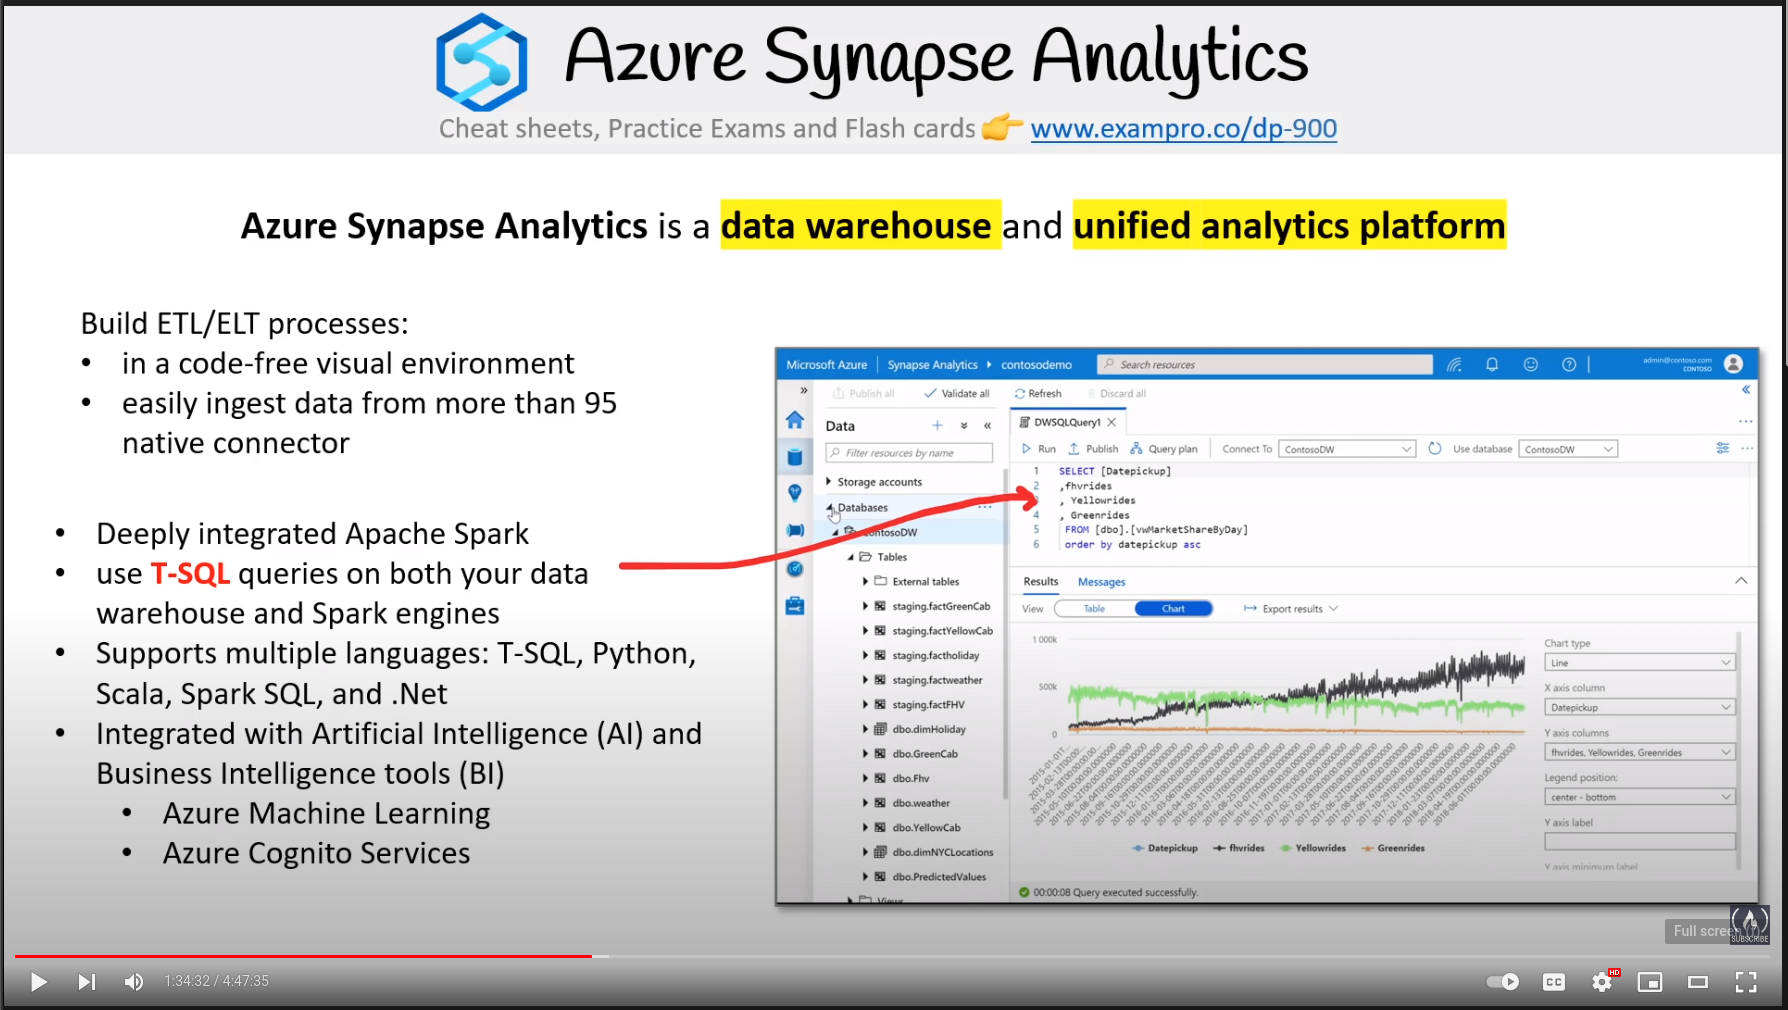 Azure Synapse Analytics
Cheat sheets, Practice Exams and Flash cards 👉 www.exampro.co/dp-900
Azure Synapse Analytics is a data warehouse and unified analytics platform
Build ETL/ELT processes:
• in a code-free visual environment
• easily ingest data from more than 95
native connector
• Deeply integrated Apache Spark
• use T-SQL queries on both your data
warehouse and Spark engines
• Supports multiple languages: T-SQL, Python,
Scala, Spark SQL, and .Net
• Integrated with Artificial Intelligence (AI) and
Business Intelligence tools (BI)
• Azure Machine Learning
• Azure Cognito Services
Microsoft Azure
Synapse Analytics
contosodemo
Search resources
admin@contoso.com
CONTOSO
Publish all
Validate all
Refresh
Discard all
Data
Filter resources by name
Storage accounts
Databases
ContosoDW
Tables
External tables
staging.factGreenCab
staging.factYellowCab
staging.factholiday
staging.factweather
staging.factFHV
dbo.dimHoliday
dbo.GreenCab
dbo.Fhv
dbo.weather
dbo.YellowCab
dbo.dimNYCLocations
dbo.PredictedValues
Views
DWSQLQuery1
Run
Publish
Query plan
Connect To
ContosoDW
Use database
ContosoDW
1 SELECT [Datepickup]
2 ,fhvrides
3 , Yellowrides
4 , Greenrides
5 FROM [dbo].[vwMarketShareByDay]
6 order by datepickup asc
Results
Messages
View
Table
Chart
Export results
1 000k
500k
0
Datepickup
fhvrides
Yellowrides
Greenrides
Chart type
Line
X axis column
Datepickup
Y axis columns
fhvrides, Yellowrides, Greenrides
Legend position:
center - bottom
Y axis label
Y axis minimum label
00:00:08 Query executed successfully.
Full screen
SUBSCRIBE
1:34:32 / 4:47:35
CC
HD